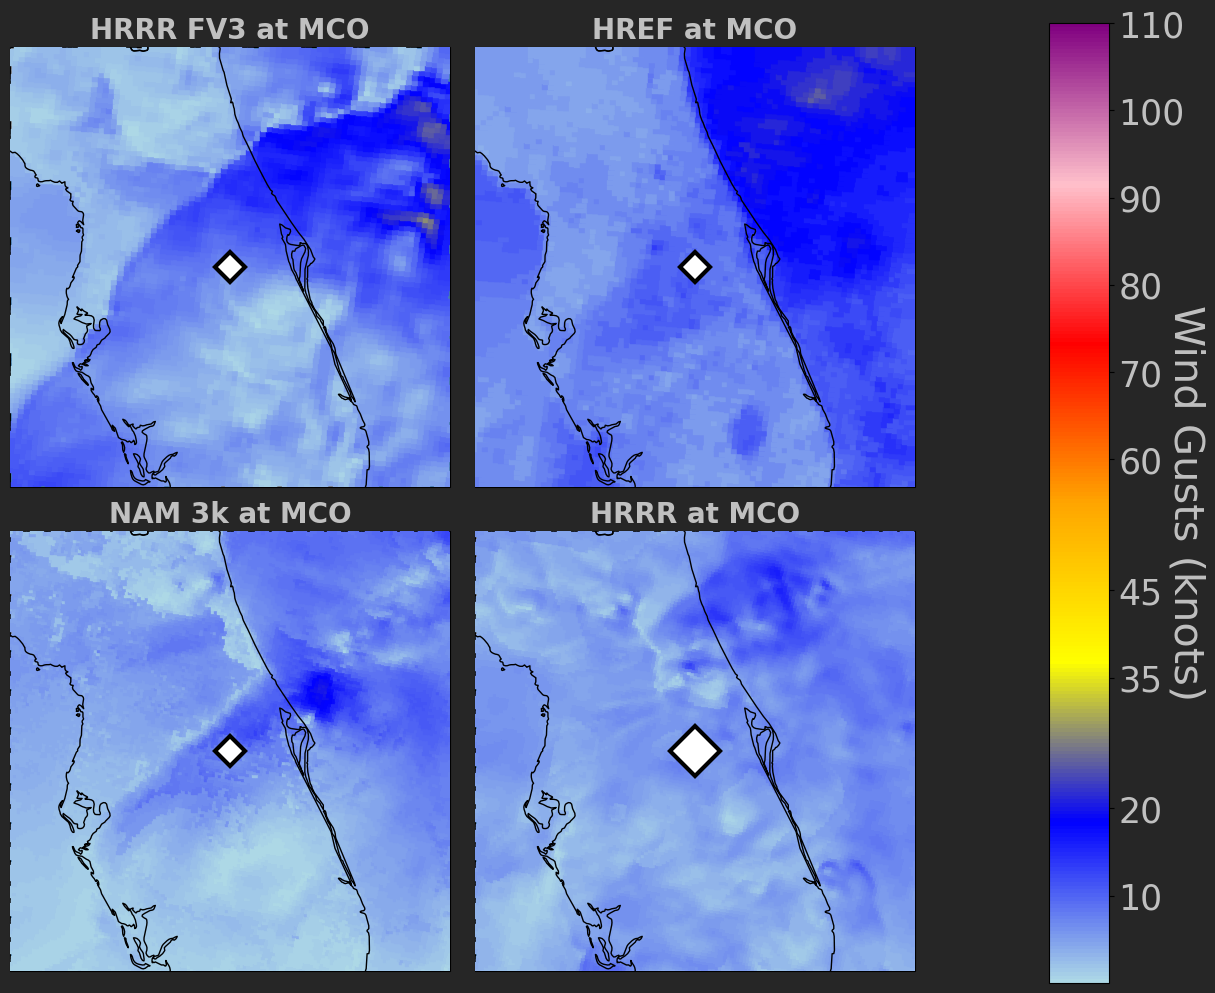 HRRR FV3 at MCO
HREF at MCO
NAM 3k at MCO
HRRR at MCO
110
100
90
80
70
60
45
35
20
10
Wind Gusts (knots)